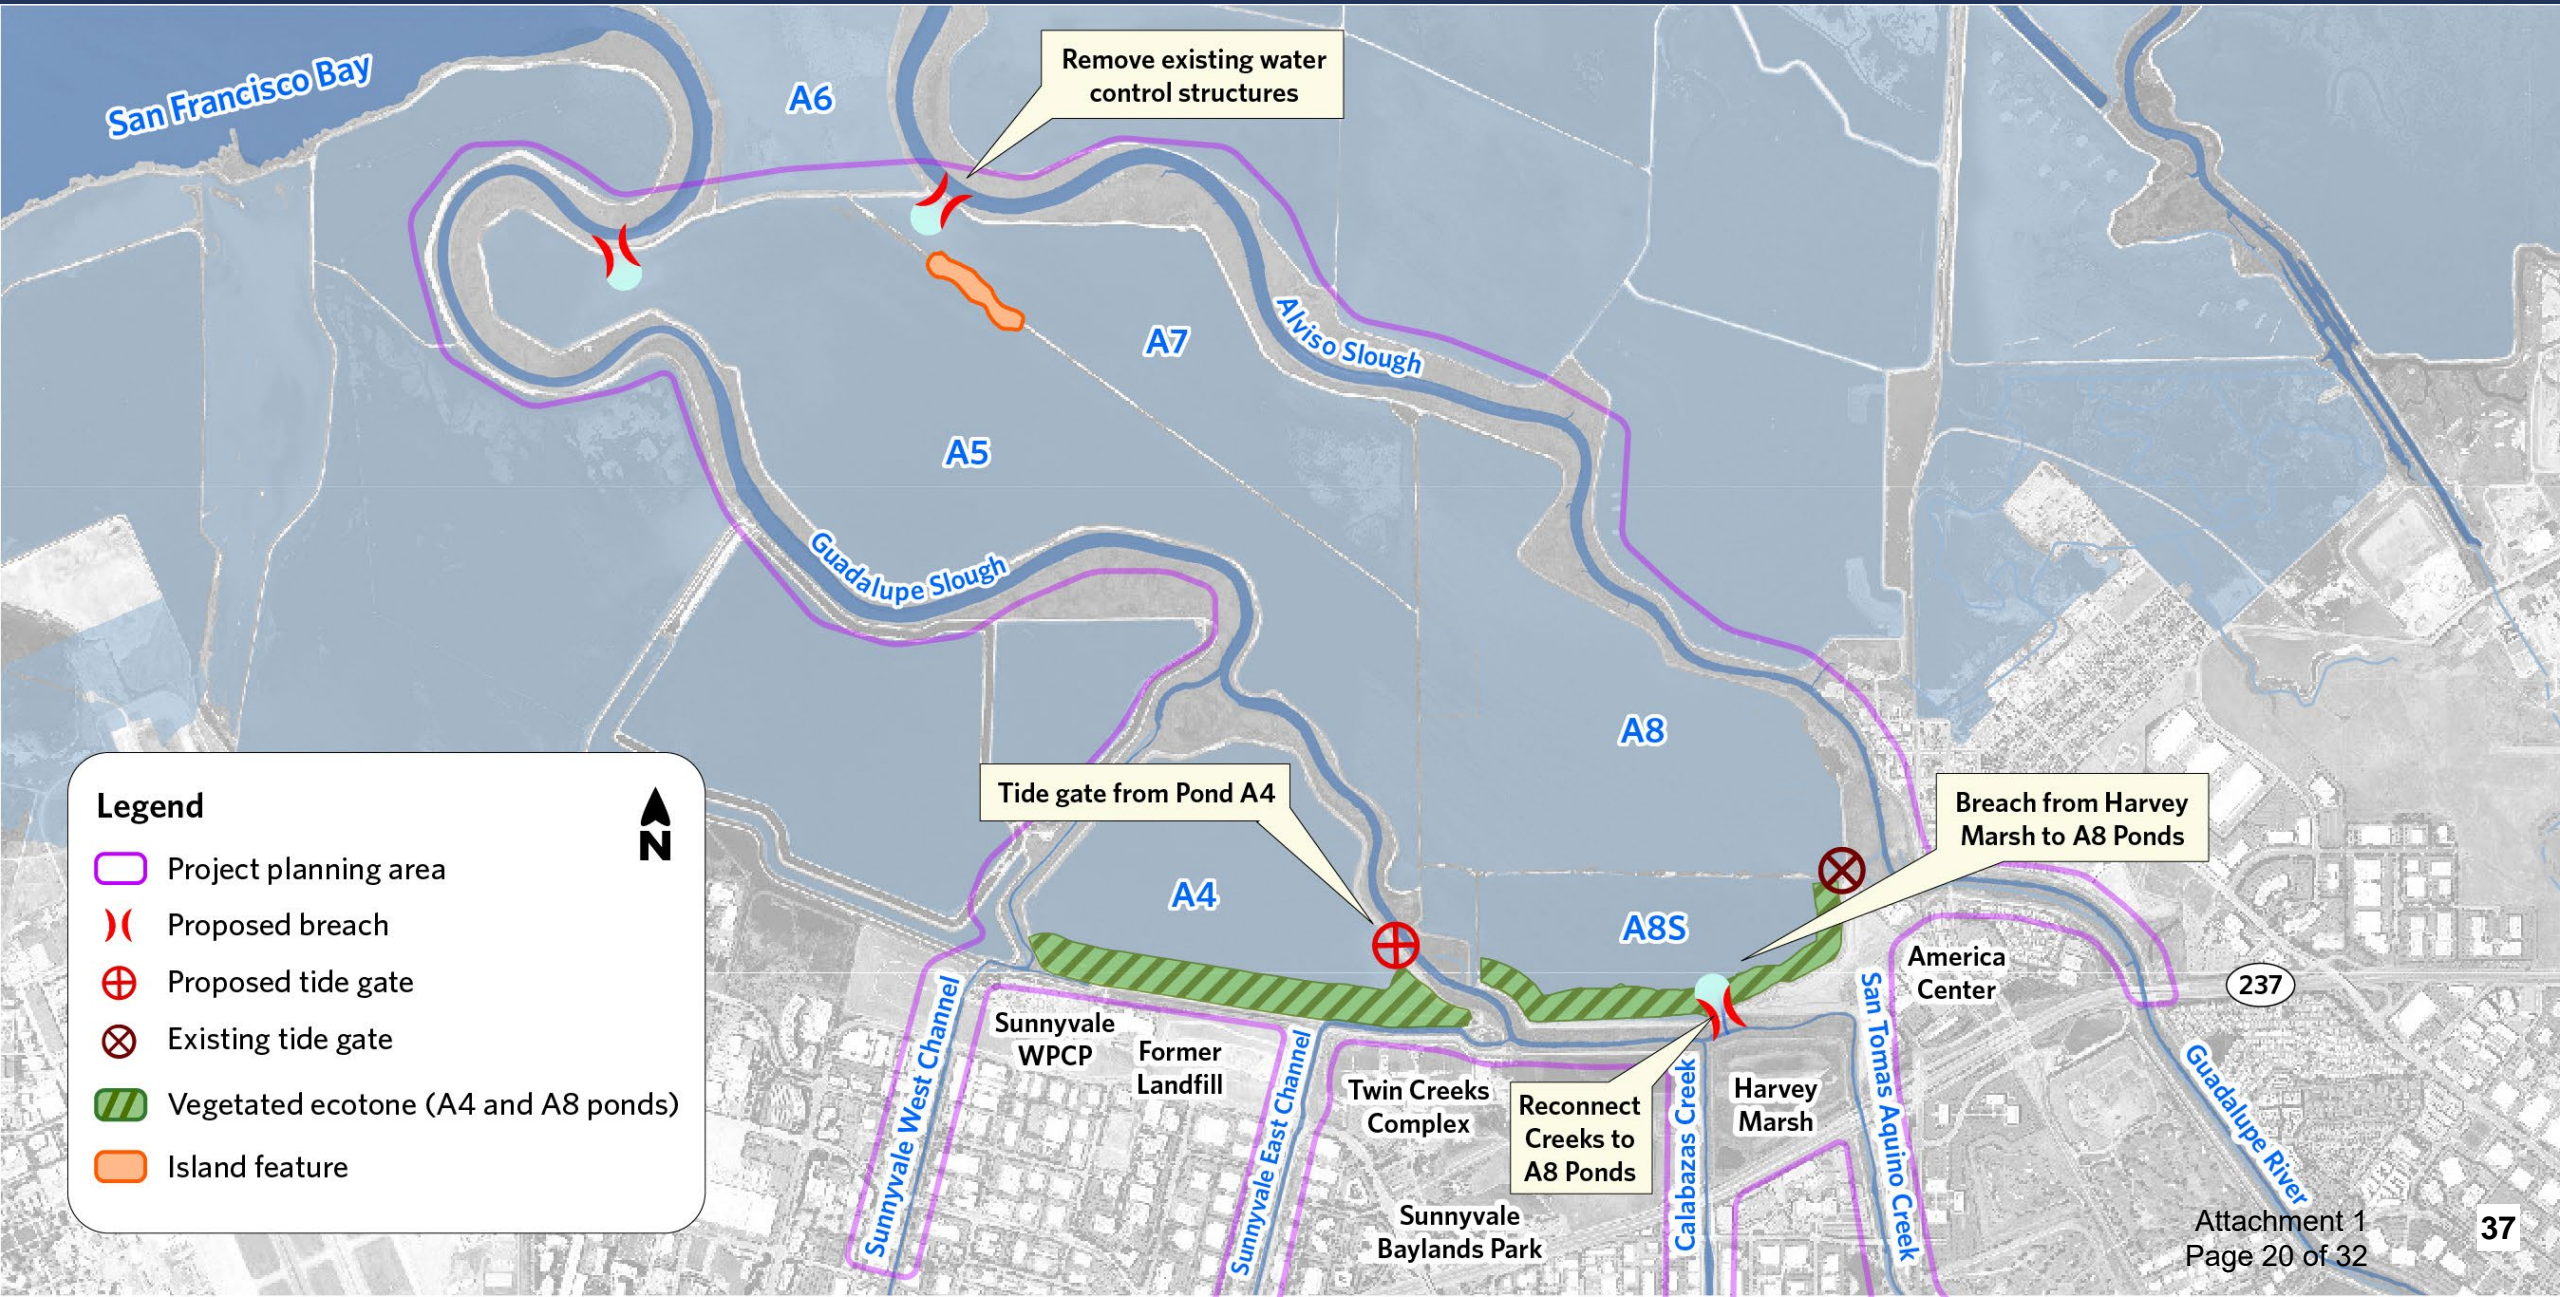 San Francisco Bay
A6
Remove existing water
control structures
A7
Alviso Slough
A5
Guadalupe Slough
A8
Tide gate from Pond A4
Breach from Harvey
Marsh to A8 Ponds
A4
A8S
America
Center
237
Sunnyvale West Channel
Sunnyvale
WPCP
Former
Landfill
Sunnyvale East Channel
Twin Creeks
Complex
Reconnect
Creeks to
A8 Ponds
Calabazas Creek
Harvey
Marsh
San Tomas Aquino Creek
Guadalupe River
Sunnyvale
Baylands Park
Legend
N
Project planning area
Proposed breach
Proposed tide gate
Existing tide gate
Vegetated ecotone (A4 and A8 ponds)
Island feature
Attachment 1
Page 20 of 32
37